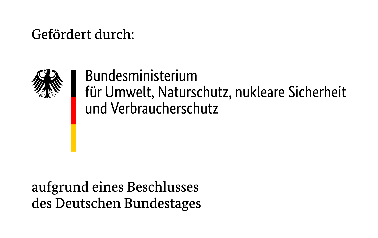 Gefördert durch:
Bundesministerium
für Umwelt, Naturschutz, nukleare Sicherheit
und Verbraucherschutz
aufgrund eines Beschlusses
des Deutschen Bundestages